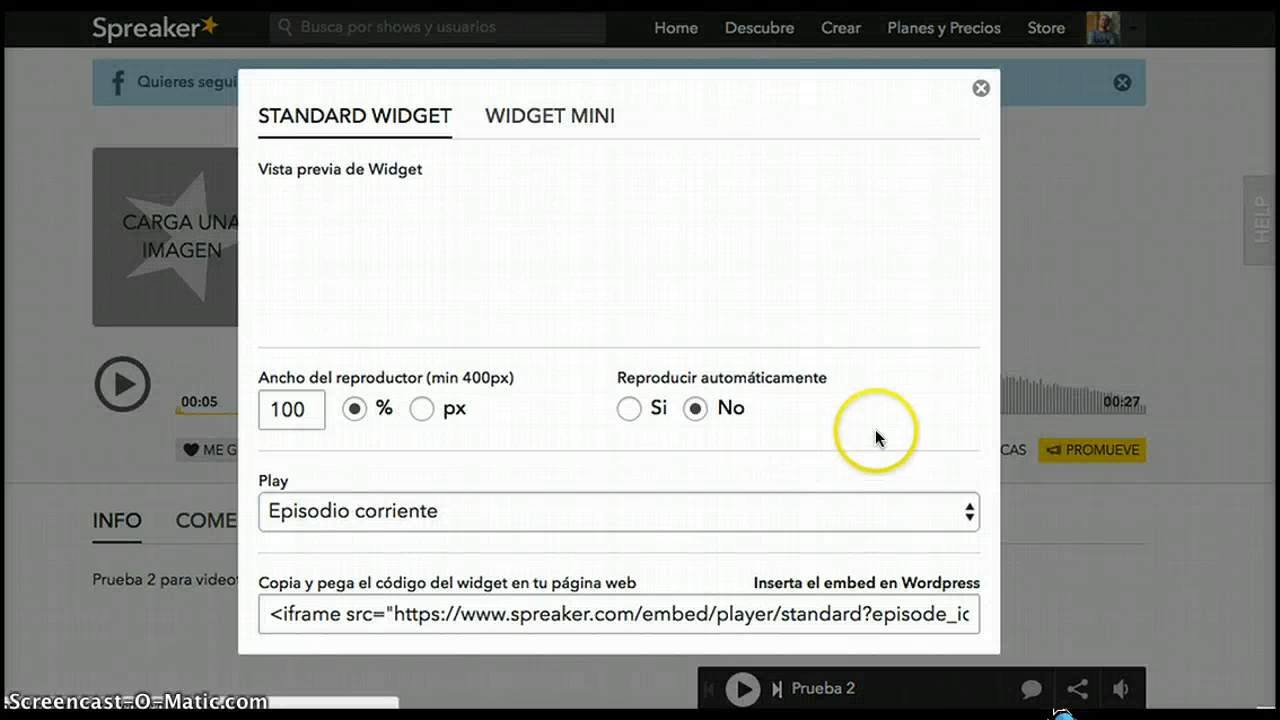 Spreaker
Busca por shows y usuarios
Home
Descubre
Crear
Planes y Precios
Store
Quieres segui
STANDARD WIDGET
WIDGET MINI
Vista previa de Widget
CARGA UNA
IMAGEN
HELP
Ancho del reproductor (min 400px)
Reproducir automáticamente
100
%
px
Si
No
00:05
00:27
ME G
CAS
PROMUEVE
Play
Episodio corriente
INFO
COME
Prueba 2 para videot
Copia y pega el código del widget en tu página web
Inserta el embed en Wordpress
<iframe src="https://www.spreaker.com/embed/player/standard?episode_ic
Prueba 2
Screencast-O-Matic.com